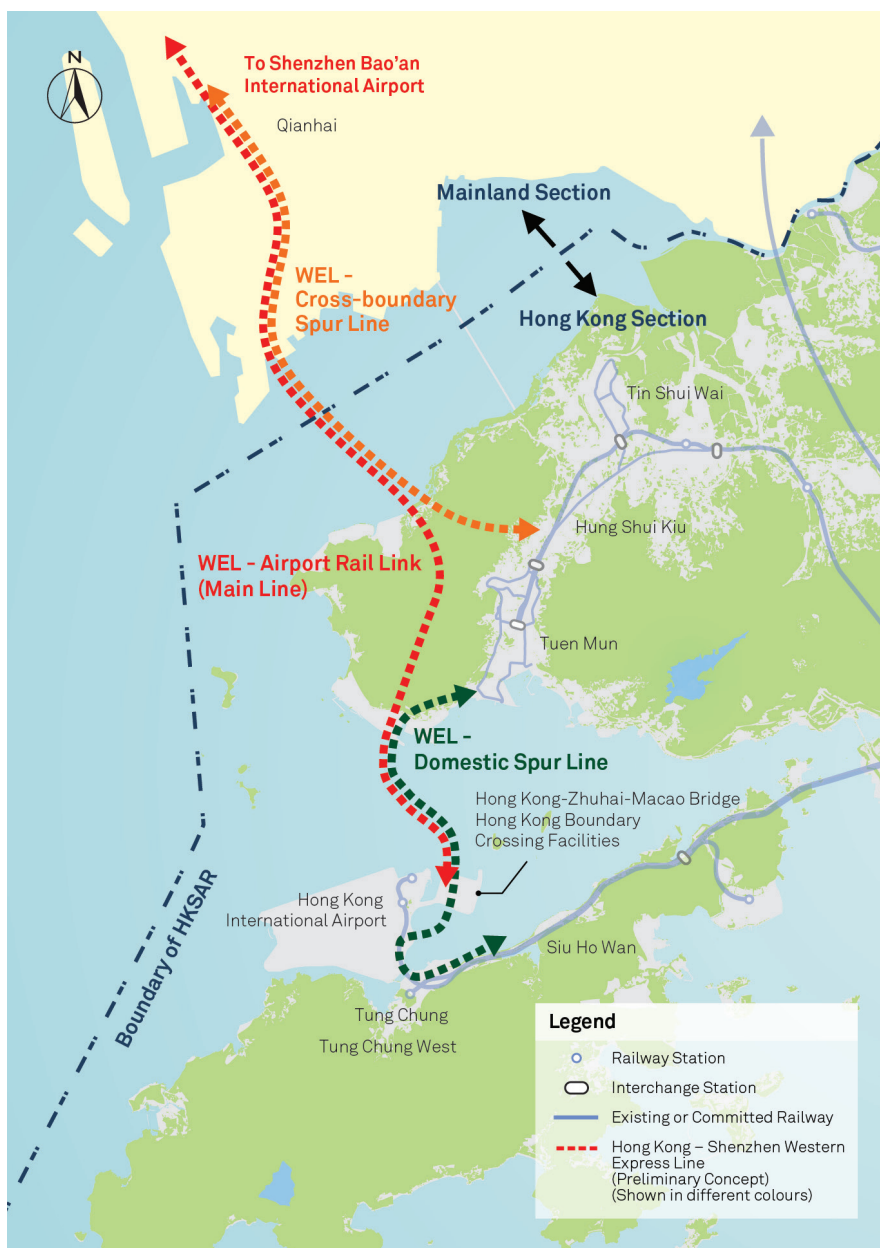 N
To Shenzhen Bao'an
International Airport
Qianhai
Mainland Section
WEL -
Cross-boundary
Spur Line
Hong Kong Section
Tin Shui Wai
Hung Shui Kiu
WEL - Airport Rail Link
(Main Line)
Tuen Mun
WEL -
Domestic Spur Line
Hong Kong-Zhuhai-Macao Bridge
Hong Kong Boundary
Crossing Facilities
Hong Kong
International Airport
Boundary of HKSAR
Siu Ho Wan
Tung Chung
Tung Chung West
Legend
Railway Station
Interchange Station
Existing or Committed Railway
Hong Kong – Shenzhen Western
Express Line
(Preliminary Concept)
(Shown in different colours)